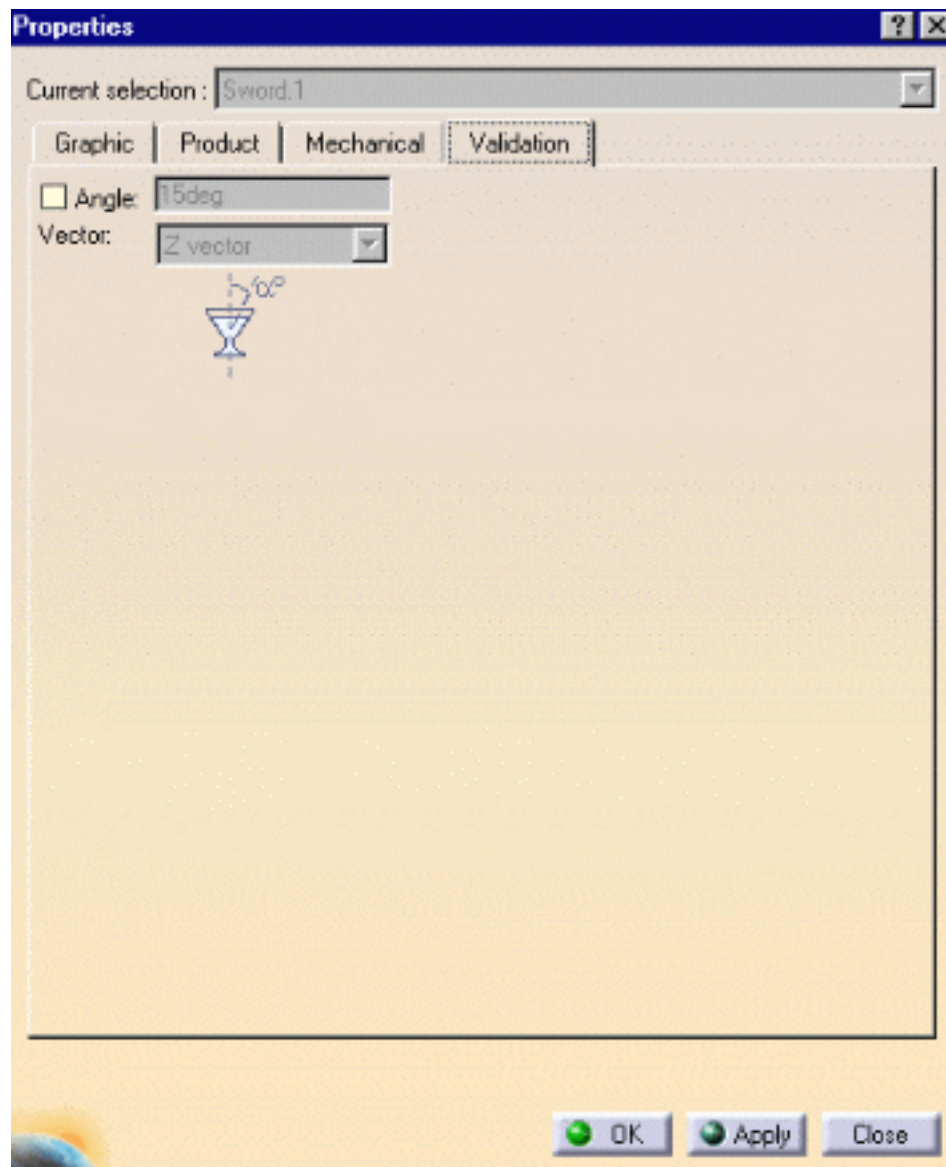 Properties
Current selection : Sword.1
Graphic Product Mechanical Validation
Angle: 15deg
Vector: Z vector
α°
OK Apply Close